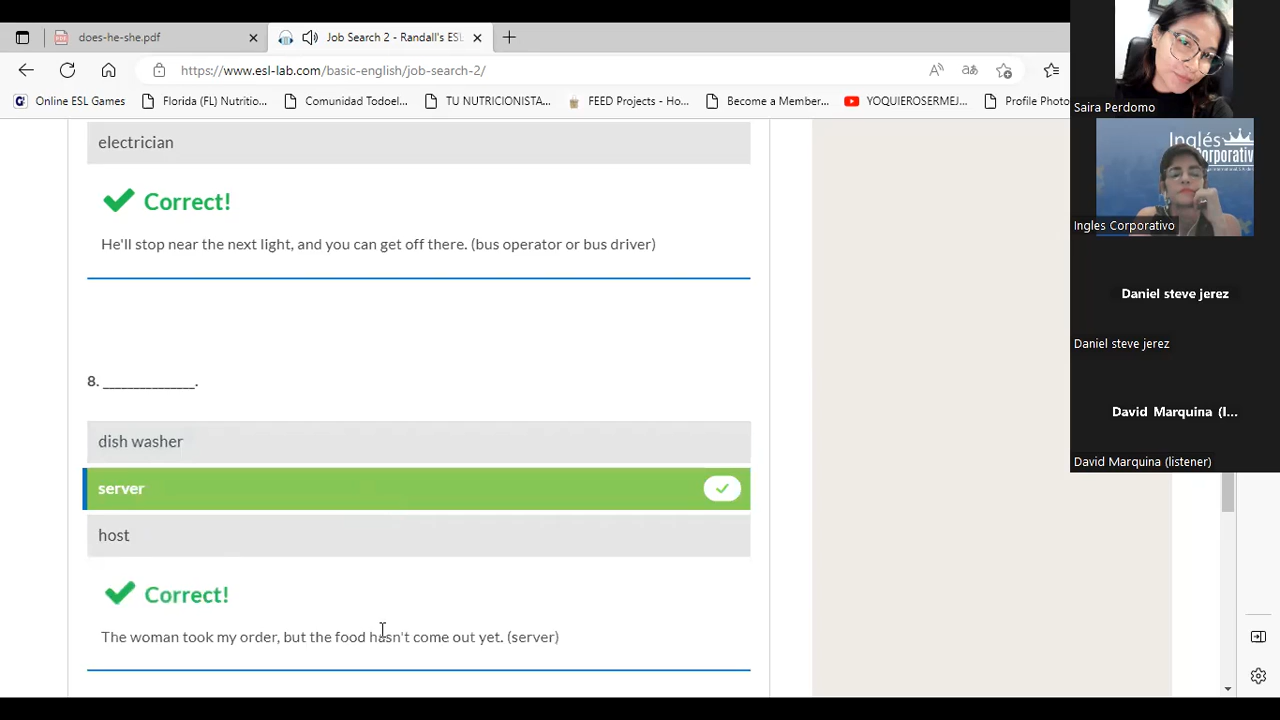 does-he-she.pdf
Job Search 2 - Randall's ESL
https://www.esl-lab.com/basic-english/job-search-2/
Online ESL Games
Florida (FL) Nutritio...
Comunidad Todoel...
TU NUTRICIONISTA...
FEED Projects - Ho...
Become a Member...
YOQUIEROSERMEJ...
Profile Photo
electrician
Correct!
He'll stop near the next light, and you can get off there. (bus operator or bus driver)
8. _______________.
dish washer
server
host
Correct!
The woman took my order, but the food hasn't come out yet. (server)
Saira Perdomo
Inglés
Corporativ
Ingles Corporativo
Daniel steve jerez
Daniel steve jerez
David Marquina (l...
David Marquina (listener)